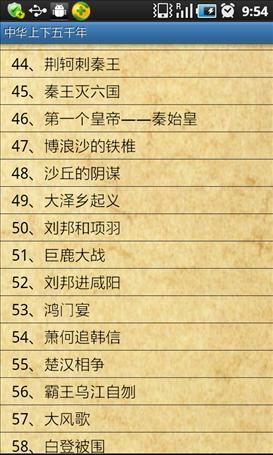 9:54
中华上下五千年
44、荆轲刺秦王
45、秦王灭六国
46、第一个皇帝——秦始皇
47、博浪沙的铁椎
48、沙丘的阴谋
49、大泽乡起义
50、刘邦和项羽
51、巨鹿大战
52、刘邦进咸阳
53、鸿门宴
54、萧何追韩信
55、楚汉相争
56、霸王乌江自刎
57、大风歌
58、白登被围